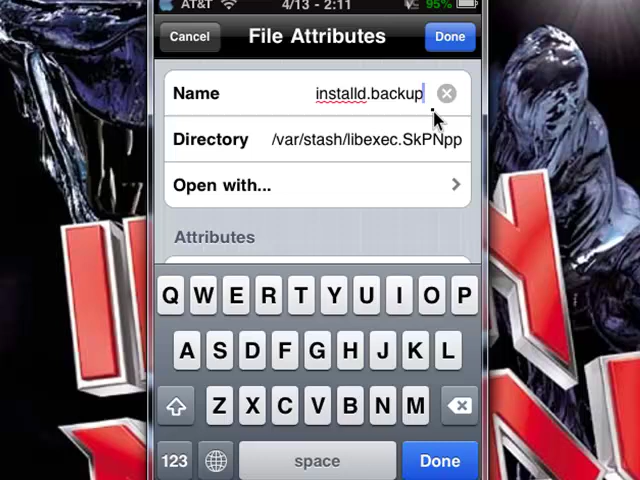 AT&T 4/13 - 2:11 95%
Cancel File Attributes Done
Name installd.backup
Directory /var/stash/libexec.SkPNpp
Open with...
Attributes
Q W E R T Y U I O P
A S D F G H J K L
Z X C V B N M
123 space Done